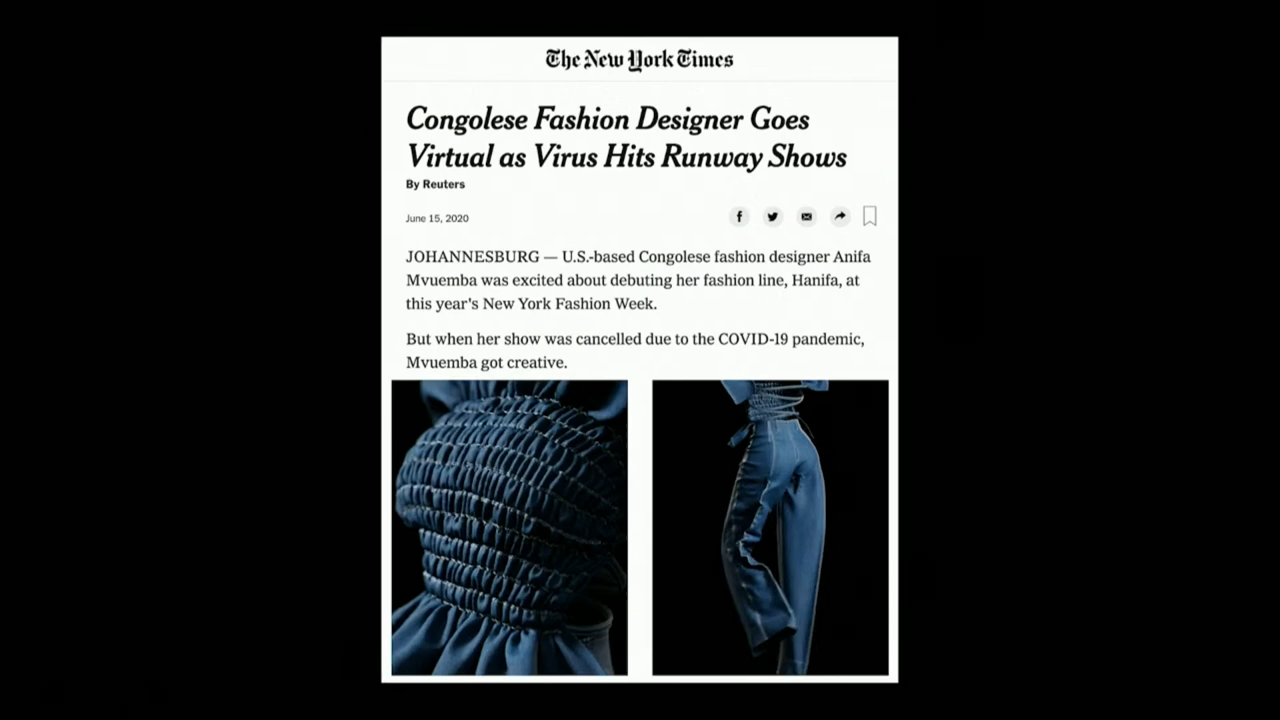 The New York Times
Congolese Fashion Designer Goes
Virtual as Virus Hits Runway Shows
By Reuters
June 15, 2020
JOHANNESBURG — U.S.-based Congolese fashion designer Anifa
Mvuemba was excited about debuting her fashion line, Hanifa, at
this year's New York Fashion Week.
But when her show was cancelled due to the COVID-19 pandemic,
Mvuemba got creative.